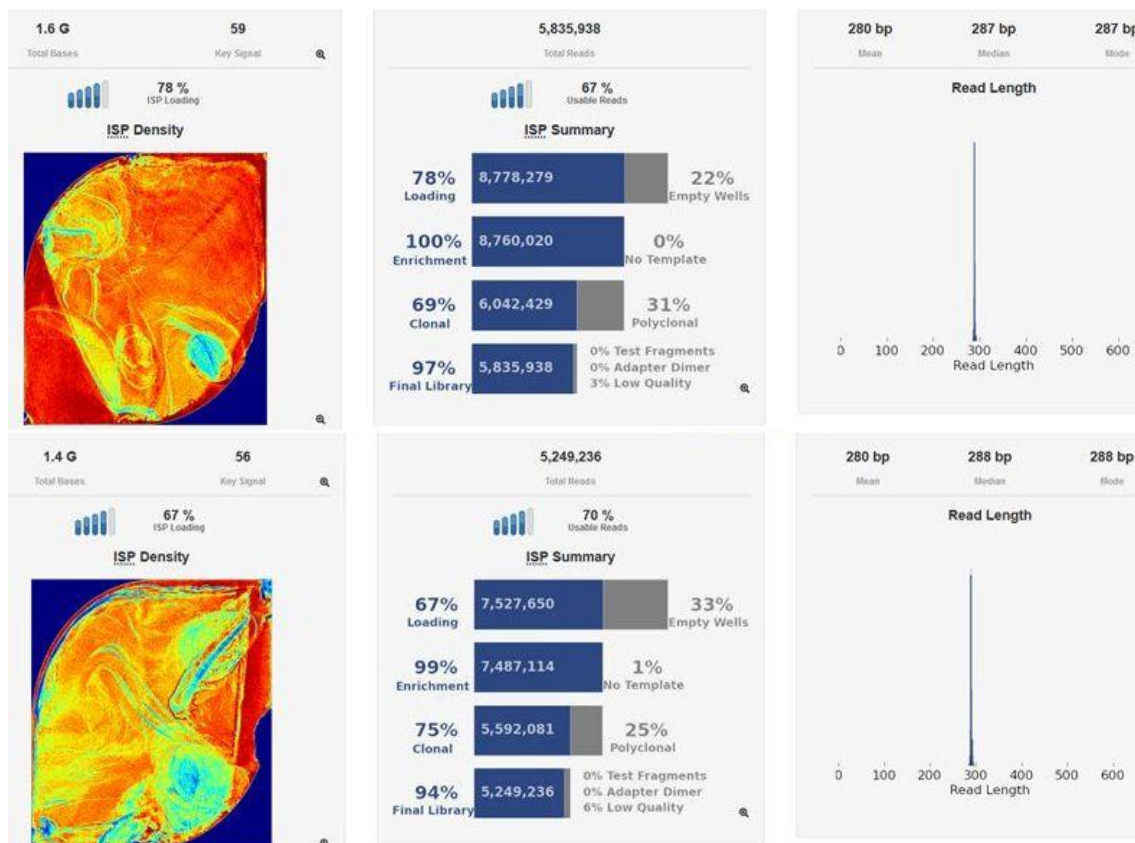 1.6 G
59
Total Bases
Key Signal
78 %
ISP Loading
ISP Density
5,835,938
Total Reads
67 %
Usable Reads
ISP Summary
78%
Loading
8,778,279
22%
Empty Wells
100%
Enrichment
8,760,020
0%
No Template
69%
Clonal
6,042,429
31%
Polyclonal
97%
Final Library
5,835,938
0% Test Fragments
0% Adapter Dimer
3% Low Quality
280 bp
287 bp
287 bp
Mean
Median
Mode
Read Length
0 100 200 300 400 500 600
Read Length
1.4 G
56
Total Bases
Key Signal
67 %
ISP Loading
ISP Density
5,249,236
Total Reads
70 %
Usable Reads
ISP Summary
67%
Loading
7,527,650
33%
Empty Wells
99%
Enrichment
7,487,114
1%
No Template
75%
Clonal
5,592,081
25%
Polyclonal
94%
Final Library
5,249,236
0% Test Fragments
0% Adapter Dimer
6% Low Quality
280 bp
288 bp
288 bp
Mean
Median
Mode
Read Length
0 100 200 300 400 500 600
Read Length